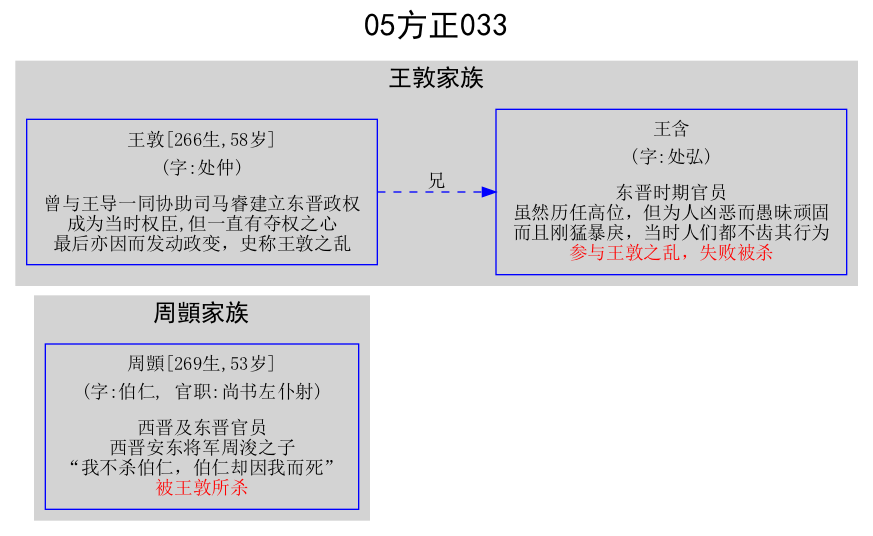 05方正033
王敦家族
王敦[266生,58岁]
(字:处仲)
曾与王导一同协助司马睿建立东晋政权
成为当时权臣,但一直有夺权之心
最后亦因而发动政变，史称王敦之乱
兄
王含
(字:处弘)
东晋时期官员
虽然历任高位，但为人凶恶而愚昧顽固
而且刚猛暴戾，当时人们都不齿其行为
参与王敦之乱，失败被杀
周顗家族
周顗[269生,53岁]
(字:伯仁, 官职:尚书左仆射)
西晋及东晋官员
西晋安东将军周浚之子
“我不杀伯仁，伯仁却因我而死”
被王敦所杀